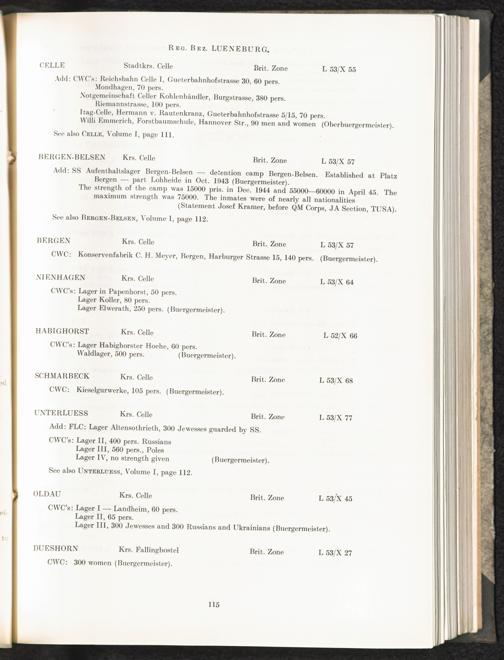 REG. BEZ. LUENEBURG.
CELLE Stadtkrs. Celle Brit. Zone L 53/X 55
Add: CWC's: Reichsbahn Celle I, Gueterbahnhofstrasse 30, 60 pers.
Mondhagen, 70 pers.
Notgemeinschaft Celler Kohlenhändler, Burgstrasse, 380 pers.
Riemannstrasse, 100 pers.
Itag-Celle, Hermann v. Rautenkranz, Gueterbahnhofstrasse 5/15, 70 pers.
Willi Emmerich, Forstbaumschule, Hannover Str., 90 men and women (Oberbuergermeister).
See also CELLE, Volume I, page 111.
BERGEN-BELSEN Krs. Celle Brit. Zone L 53/X 57
Add: SS Aufenthaltslager Bergen-Belsen — detention camp Bergen-Belsen. Established at Platz
Bergen — part Lohheide in Oct. 1943 (Buergermeister).
The strength of the camp was 15000 pris. in Dec. 1944 and 55000—60000 in April 45. The
maximum strength was 75000. The inmates were of nearly all nationalities
(Statement Josef Kramer, before QM Corps, JA Section, TUSA).
See also BERGEN-BELSEN, Volume I, page 112.
BERGEN Krs. Celle Brit. Zone L 53/X 57
CWC: Konservenfabrik C. H. Meyer, Bergen, Harburger Strasse 15, 140 pers. (Buergermeister).
NIENHAGEN Krs. Celle Brit. Zone L 53/X 64
CWC's: Lager in Papenhorst, 50 pers.
Lager Koller, 80 pers.
Lager Elwerath, 250 pers. (Buergermeister).
HABIGHORST Krs. Celle Brit. Zone L 52/X 66
CWC's: Lager Habighorster Hoehe, 60 pers.
Waldlager, 500 pers. (Buergermeister).
SCHMARBECK Krs. Celle Brit. Zone L 53/X 68
CWC: Kieselgurwerke, 105 pers. (Buergermeister).
UNTERLUESS Krs. Celle Brit. Zone L 53/X 77
Add: FLC: Lager Altensothrieth, 300 Jewesses guarded by SS.
CWC's: Lager II, 400 pers. Russians
Lager III, 560 pers., Poles
Lager IV, no strength given (Buergermeister).
See also UNTERLUESS, Volume I, page 112.
OLDAU Krs. Celle Brit. Zone L 53/X 45
CWC's: Lager I — Landheim, 60 pers.
Lager II, 65 pers.
Lager III, 300 Jewesses and 300 Russians and Ukrainians (Buergermeister).
DUESHORN Krs. Fallingbostel Brit. Zone L 53/X 27
CWC: 300 women (Buergermeister).
115